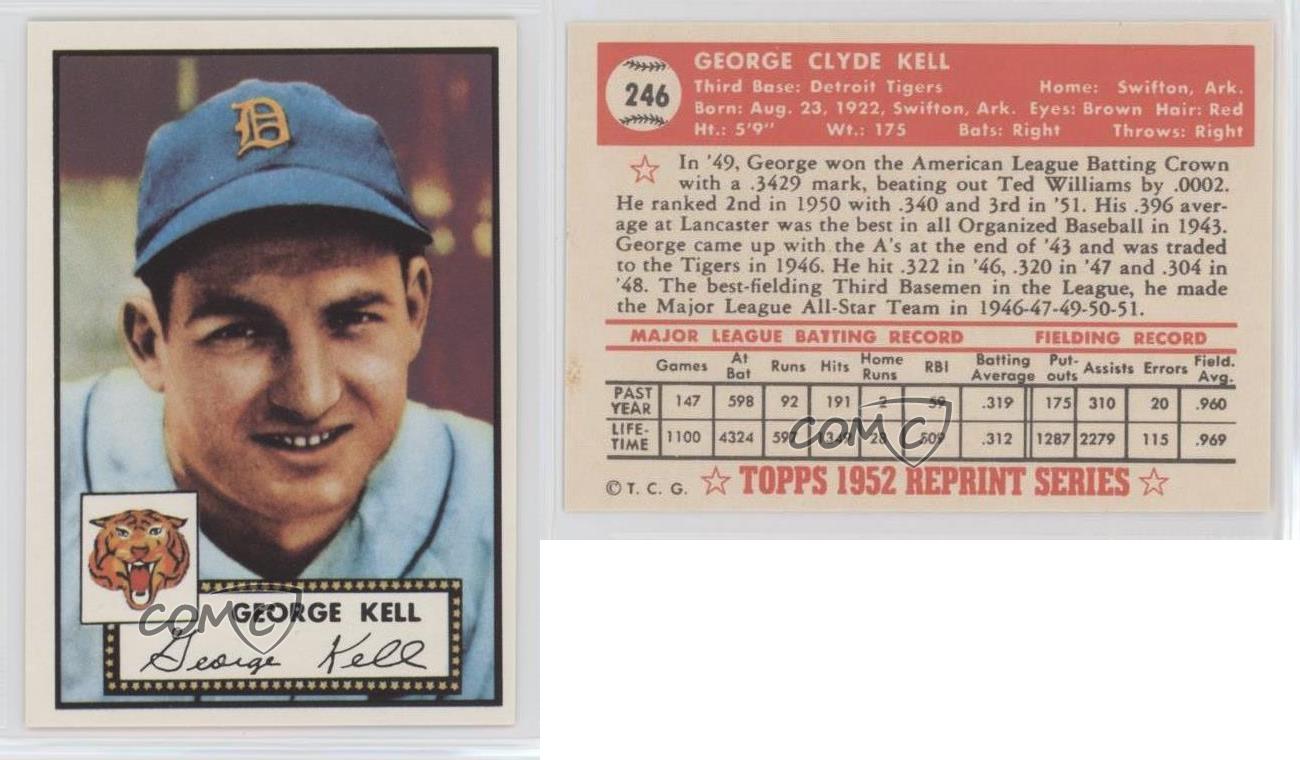 D
GEORGE KELL
George Kell
COMC
246
GEORGE CLYDE KELL
Third Base: Detroit Tigers Home: Swifton, Ark.
Born: Aug. 23, 1922, Swifton, Ark. Eyes: Brown Hair: Red
Ht.: 5'9" Wt.: 175 Bats: Right Throws: Right
In '49, George won the American League Batting Crown
with a .3429 mark, beating out Ted Williams by .0002.
He ranked 2nd in 1950 with .340 and 3rd in '51. His .396 aver-
age at Lancaster was the best in all Organized Baseball in 1943.
George came up with the A's at the end of '43 and was traded
to the Tigers in 1946. He hit .322 in '46, .320 in '47 and .304 in
'48. The best-fielding Third Basemen in the League, he made
the Major League All-Star Team in 1946-47-49-50-51.
MAJOR LEAGUE BATTING RECORD FIELDING RECORD
Games At Bat Runs Hits Home Runs RBI Batting Average Put-outs Assists Errors Field. Avg.
PAST YEAR 147 598 92 191 2 59 .319 175 310 20 .960
LIFE-TIME 1100 4324 597 1349 28 509 .312 1287 2279 115 .969
COMC
© T. C. G. TOPPS 1952 REPRINT SERIES